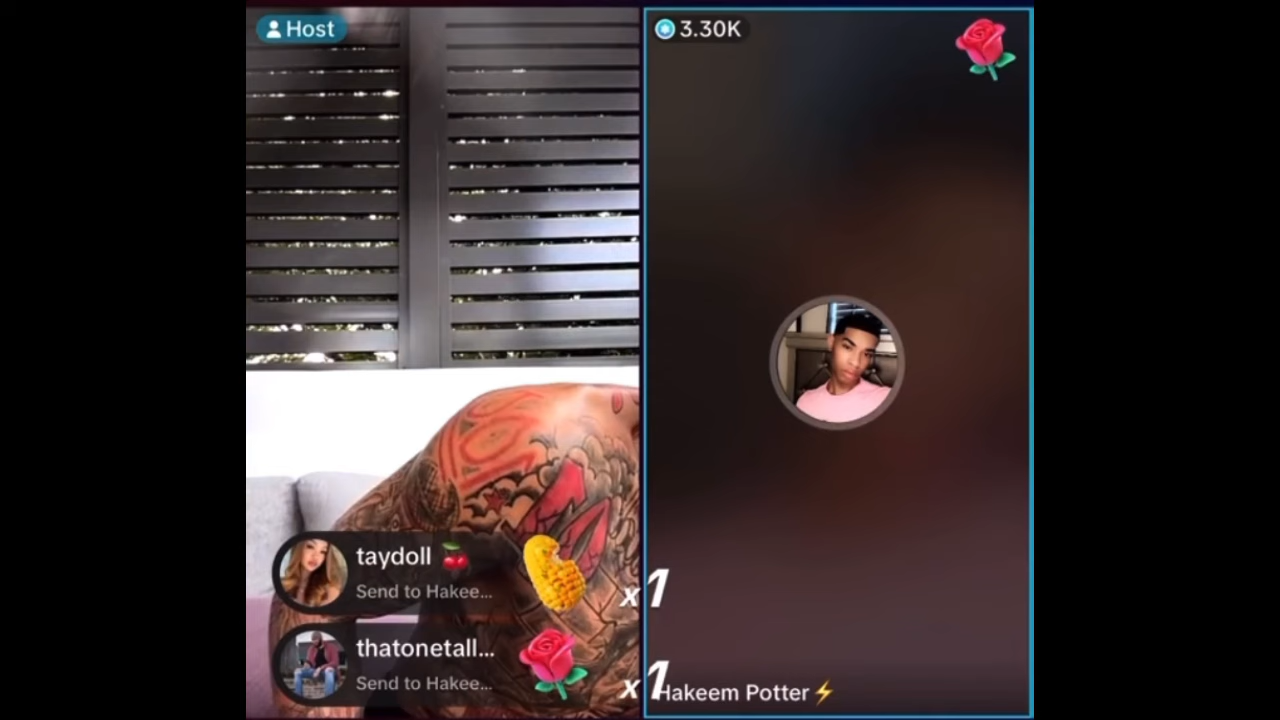 Host
3.30K
taydoll 🍒
Send to Hakee...
x1
thatonetall...
Send to Hakee...
x1
Hakeem Potter⚡